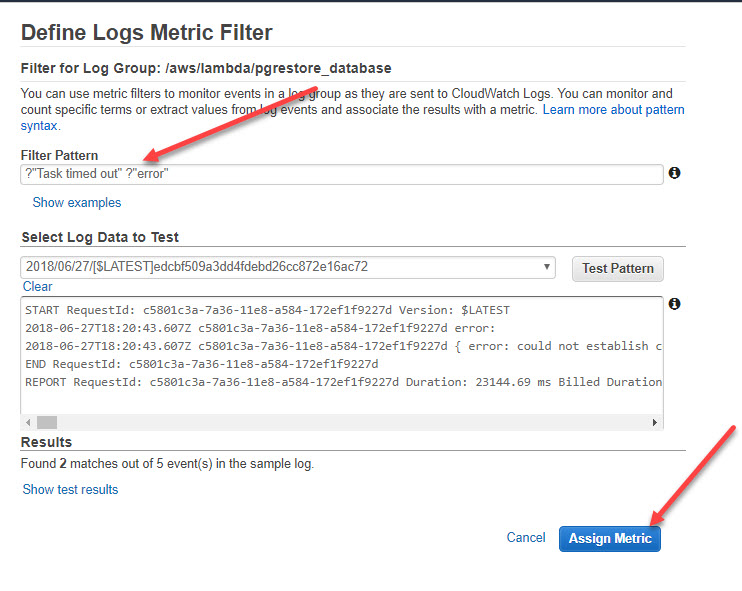 Define Logs Metric Filter
Filter for Log Group: /aws/lambda/pgrestore_database
You can use metric filters to monitor events in a log group as they are sent to CloudWatch Logs. You can monitor and
count specific terms or extract values from log events and associate the results with a metric. Learn more about pattern
syntax.
Filter Pattern
?"Task timed out" ?"error"
Show examples
Select Log Data to Test
2018/06/27/[$LATEST]edcbf509a3dd4fdebd26cc872e16ac72
Test Pattern
Clear
START RequestId: c5801c3a-7a36-11e8-a584-172ef1f9227d Version: $LATEST
2018-06-27T18:20:43.607Z c5801c3a-7a36-11e8-a584-172ef1f9227d error:
2018-06-27T18:20:43.607Z c5801c3a-7a36-11e8-a584-172ef1f9227d { error: could not establish c
END RequestId: c5801c3a-7a36-11e8-a584-172ef1f9227d
REPORT RequestId: c5801c3a-7a36-11e8-a584-172ef1f9227d Duration: 23144.69 ms Billed Duration
Results
Found 2 matches out of 5 event(s) in the sample log.
Show test results
Cancel
Assign Metric